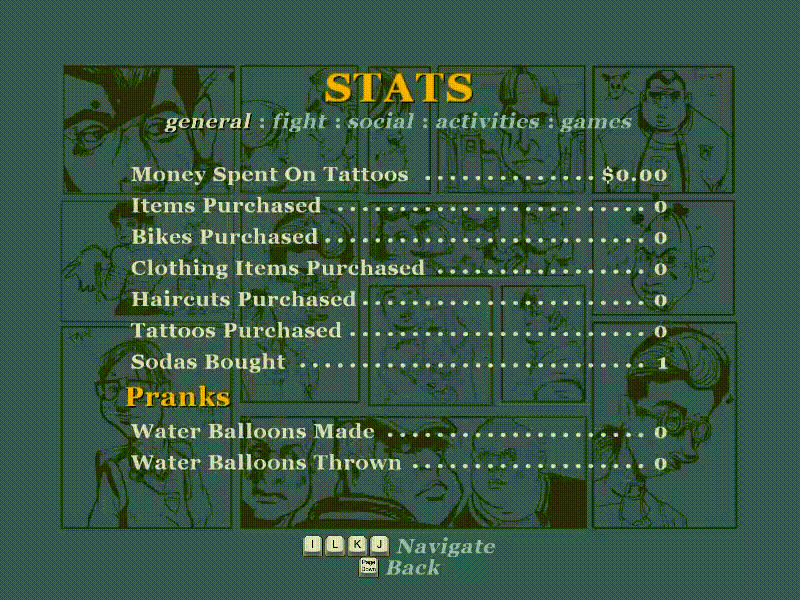 STATS
general : fight : social : activities : games
Money Spent On Tattoos .............. $0.00
Items Purchased .......................... 0
Bikes Purchased ........................... 0
Clothing Items Purchased .................. 0
Haircuts Purchased ........................ 0
Tattoos Purchased ......................... 0
Sodas Bought ............................. 1
Pranks
Water Balloons Made ...................... 0
Water Balloons Thrown .................... 0
I L K J Navigate
Page Down Back